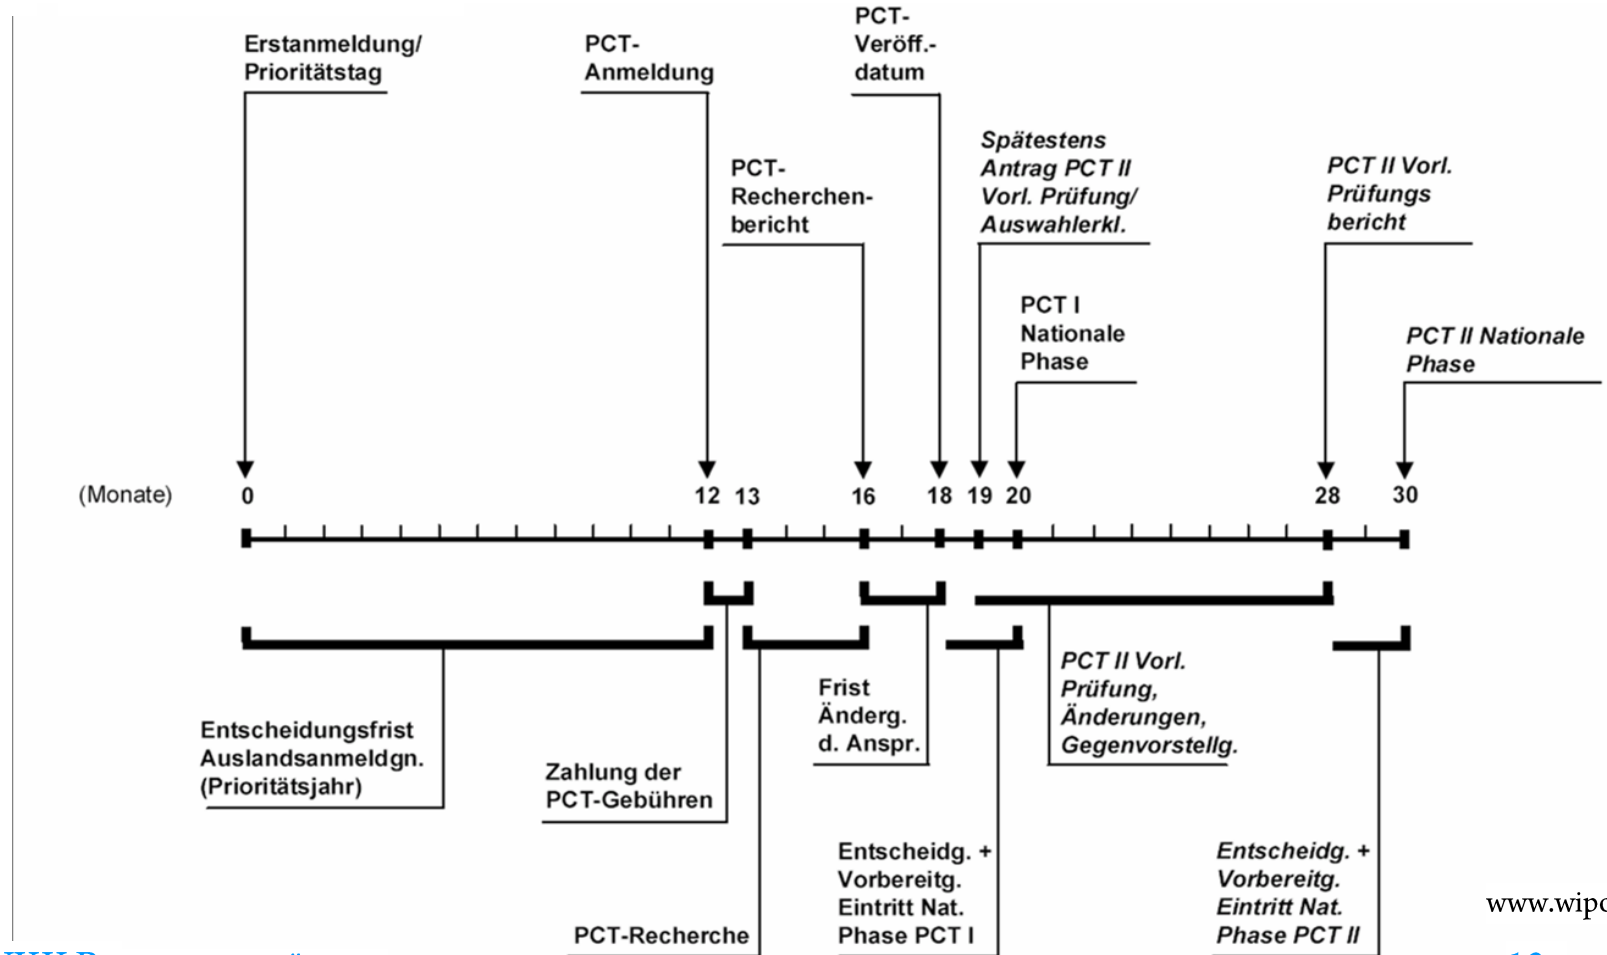 Erstanmeldung/
Prioritätstag
PCT-
Anmeldung
PCT-
Veröff.-
datum
PCT-
Recherchen-
bericht
Spätestens
Antrag PCT II
Vorl. Prüfung/
Auswahlerkl.
PCT I
Nationale
Phase
PCT II Vorl.
Prüfungs
bericht
PCT II Nationale
Phase
(Monate) 0 12 13 16 18 19 20 28 30
Entscheidungsfrist
Auslandsanmeldgn.
(Prioritätsjahr)
Zahlung der
PCT-Gebühren
PCT-Recherche
Frist
Änderg.
d. Anspr.
Entscheidg. +
Vorbereitg.
Eintritt Nat.
Phase PCT I
PCT II Vorl.
Prüfung,
Änderungen,
Gegenvorstellg.
Entscheidg. +
Vorbereitg.
Eintritt Nat.
Phase PCT II
www.wipo